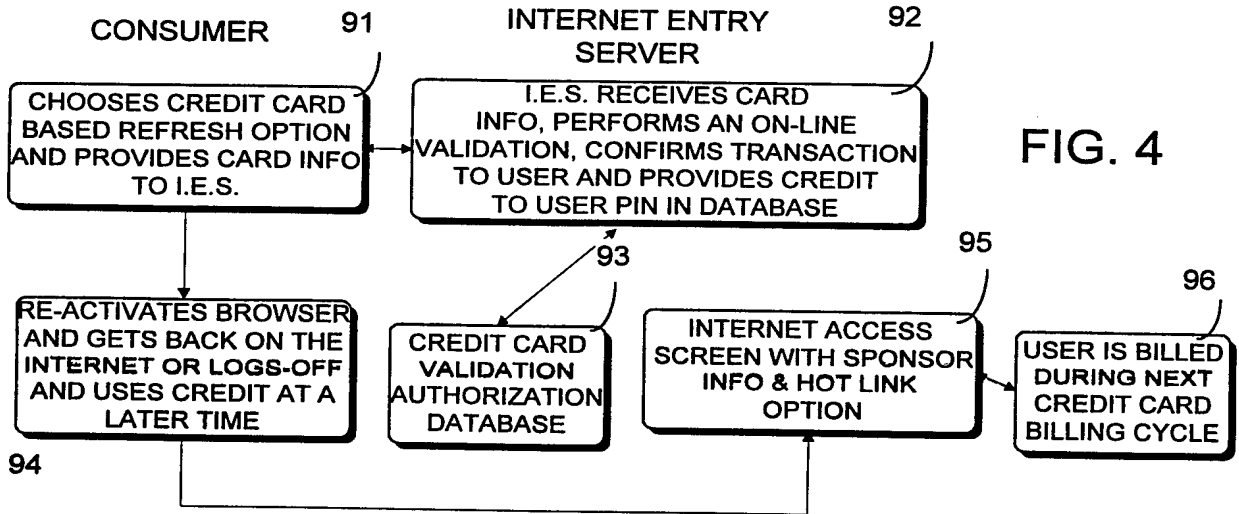 CONSUMER
91
INTERNET ENTRY
SERVER
92
CHOOSES CREDIT CARD
BASED REFRESH OPTION
AND PROVIDES CARD INFO
TO I.E.S.
I.E.S. RECEIVES CARD
INFO, PERFORMS AN ON-LINE
VALIDATION, CONFIRMS TRANSACTION
TO USER AND PROVIDES CREDIT
TO USER PIN IN DATABASE
FIG. 4
RE-ACTIVATES BROWSER
AND GETS BACK ON THE
INTERNET OR LOGS-OFF
AND USES CREDIT AT A
LATER TIME
94
93
CREDIT CARD
VALIDATION
AUTHORIZATION
DATABASE
95
INTERNET ACCESS
SCREEN WITH SPONSOR
INFO & HOT LINK
OPTION
96
USER IS BILLED
DURING NEXT
CREDIT CARD
BILLING CYCLE